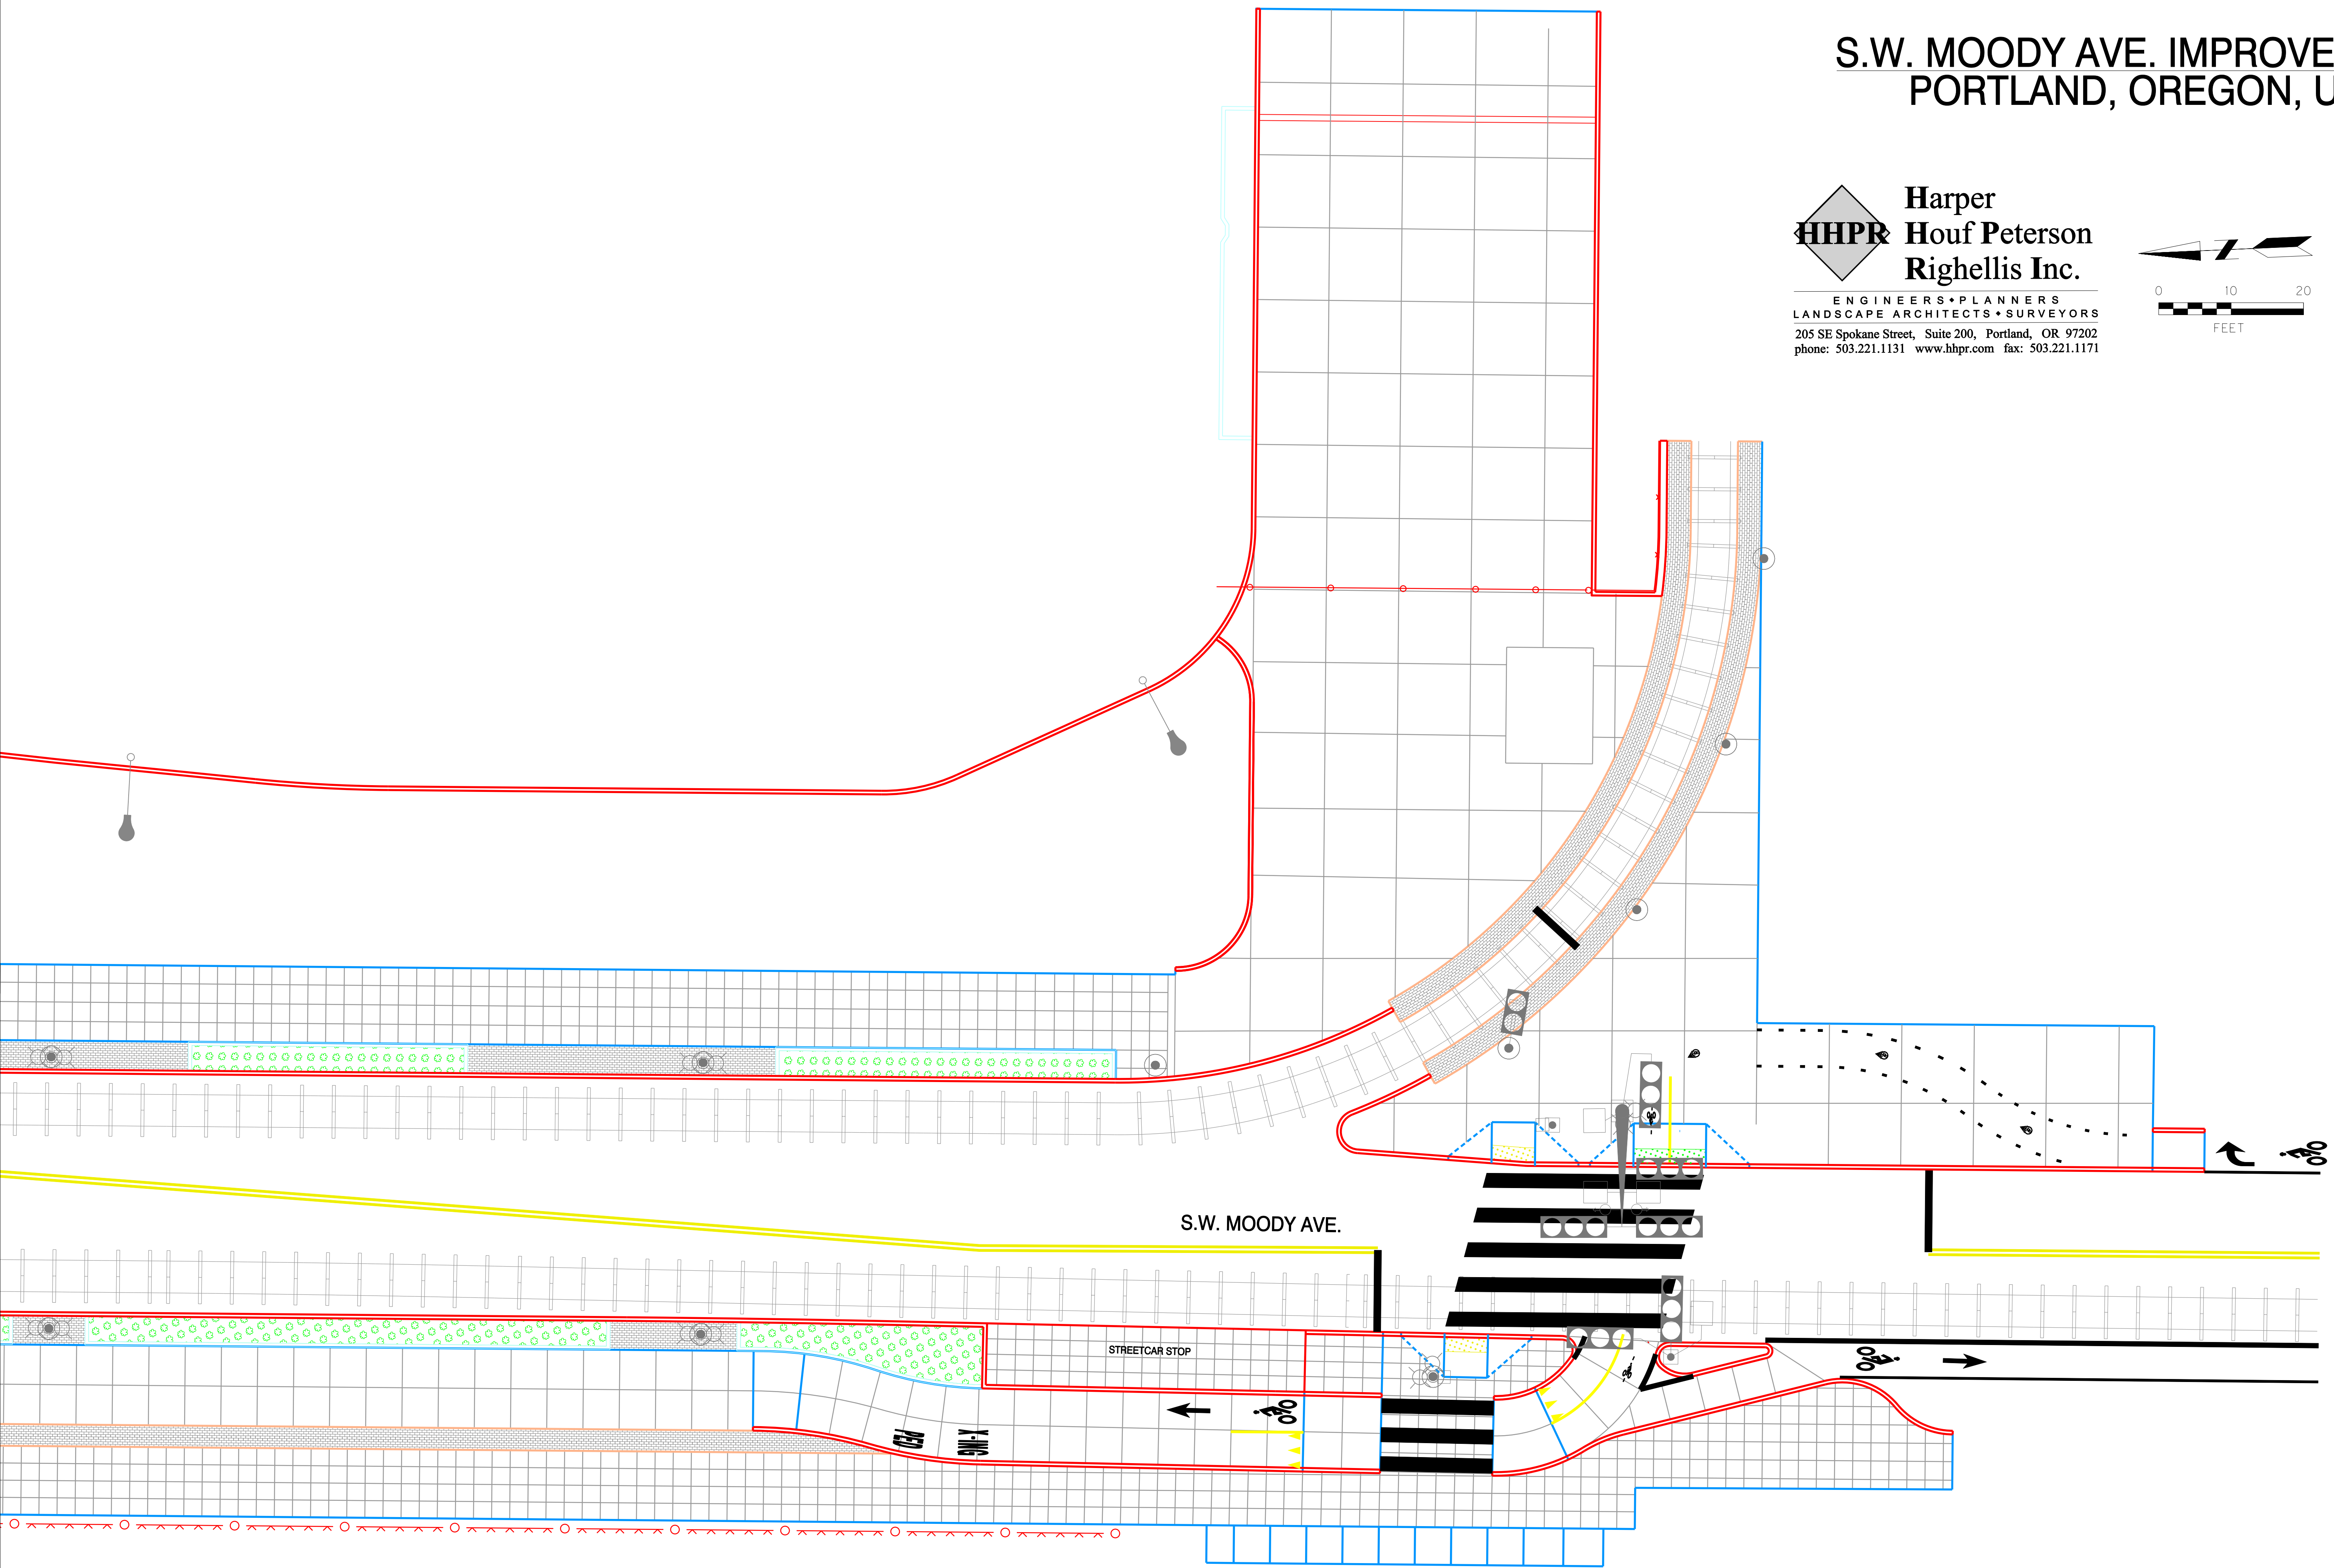 S.W. MOODY AVE. IMPROVE
PORTLAND, OREGON, U
HHPR
Harper
Houf Peterson
Righellis Inc.
ENGINEERS◆PLANNERS
LANDSCAPE ARCHITECTS◆SURVEYORS
205 SE Spokane Street, Suite 200, Portland, OR 97202
phone: 503.221.1131 www.hhpr.com fax: 503.221.1171
0 10 20
FEET
S.W. MOODY AVE.
STREETCAR STOP
PED
X-ING